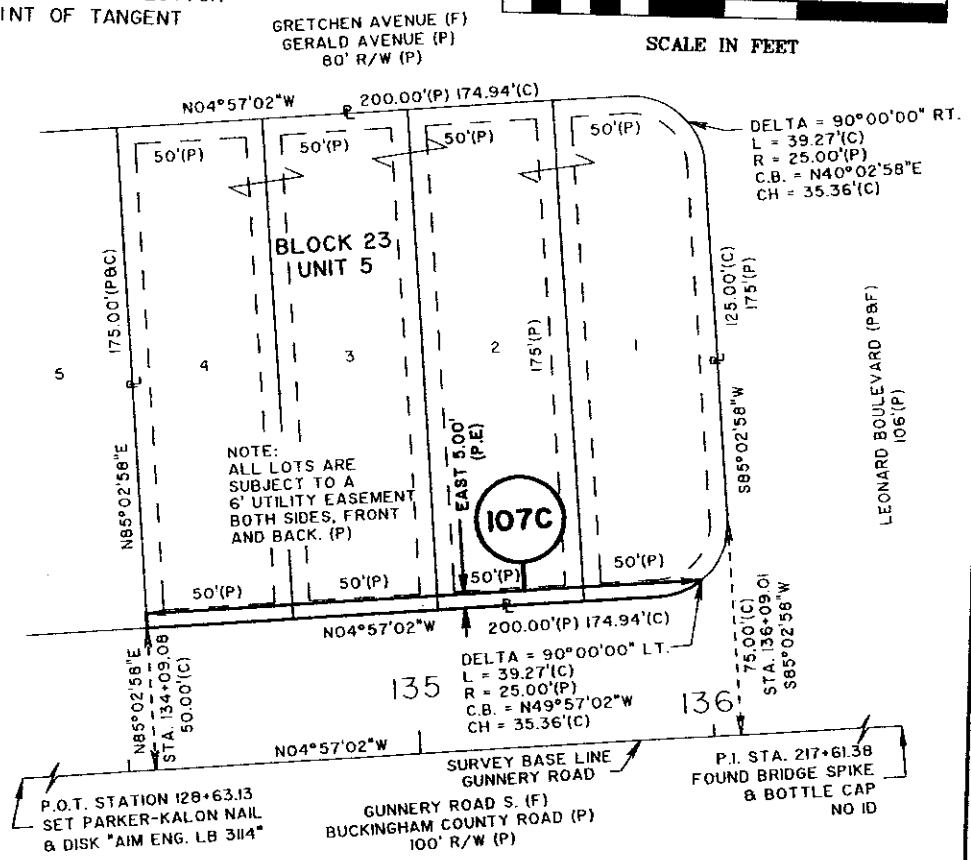 INT OF TANGENT
GRETCHEN AVENUE (F)
GERALD AVENUE (P)
80' R/W (P)
SCALE IN FEET
N04°57'02"W
200.00'(P) 174.94'(C)
50'(P)
50'(P)
50'(P)
50'(P)
DELTA = 90°00'00" RT.
L = 39.27'(C)
R = 25.00'(P)
C.B. = N40°02'58"E
CH = 35.36'(C)
BLOCK 23
UNIT 5
175.00'(P&C)
N85°02'58"E
5
4
3
2
1
175'(P)
125.00'(C)
175'(P)
S85°02'58"W
LEONARD BOULEVARD (P&F)
106'(P)
NOTE:
ALL LOTS ARE
SUBJECT TO A
6' UTILITY EASEMENT
BOTH SIDES, FRONT
AND BACK. (P)
EAST 5.00'
(P.E)
107C
50'(P)
50'(P)
50'(P)
50'(P)
N04°57'02"W
200.00'(P) 174.94'(C)
DELTA = 90°00'00" LT.
L = 39.27'(C)
R = 25.00'(P)
C.B. = N49°57'02"W
CH = 35.36'(C)
N85°02'58"E
STA. 134+09.08
50.00'(C)
75.00'(C)
STA. 136+09.01
S85°02'58"W
135
136
N04°57'02"W
SURVEY BASE LINE
GUNNERY ROAD
P.O.T. STATION 128+63.13
SET PARKER-KALON NAIL
& DISK "AIM ENG. LB 3114"
GUNNERY ROAD S. (F)
BUCKINGHAM COUNTY ROAD (P)
100' R/W (P)
P.I. STA. 217+61.38
FOUND BRIDGE SPIKE
& BOTTLE CAP
NO ID